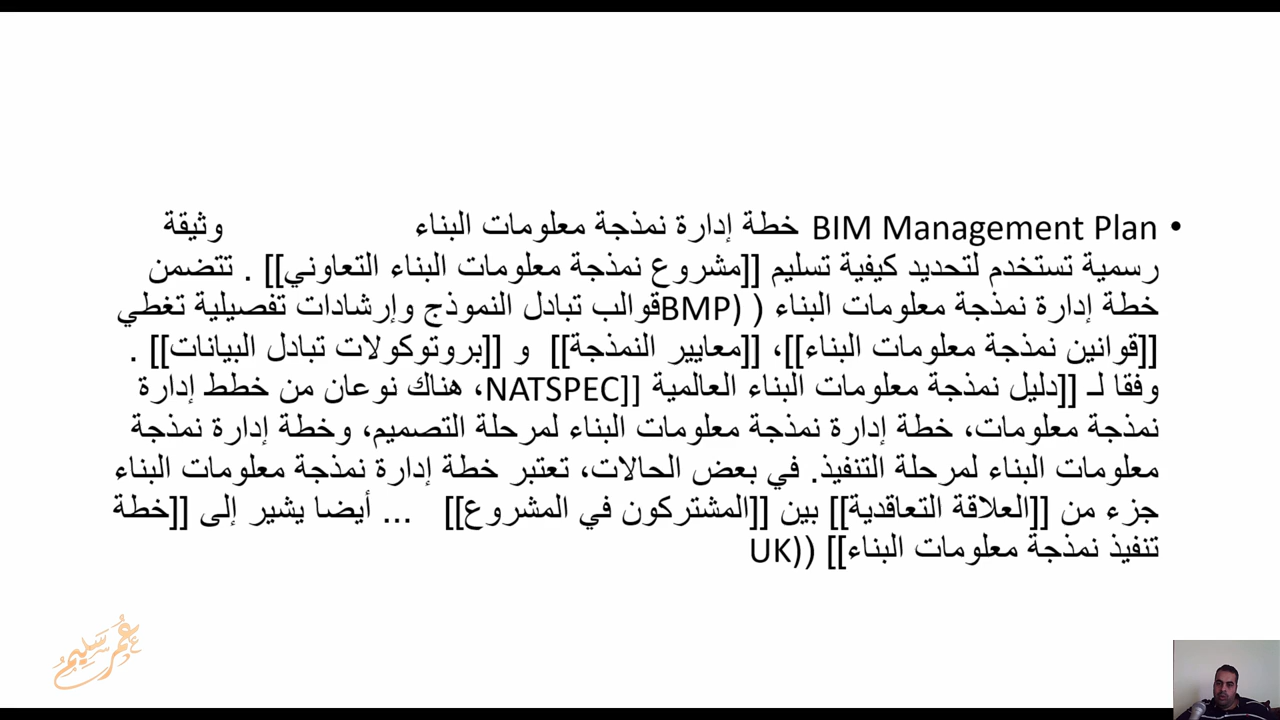 • BIM Management Plan خطة إدارة نمذجة معلومات البناء وثيقة
رسمية تستخدم لتحديد كيفية تسليم [[مشروع نمذجة معلومات البناء التعاوني]] . تتضمن
خطة إدارة نمذجة معلومات البناء ( (BMPقوالب تبادل النموذج وإرشادات تفصيلية تغطي
[[قوانين نمذجة معلومات البناء]]، [[معايير النمذجة]] و [[بروتوكولات تبادل البيانات]] .
وفقا لـ [[دليل نمذجة معلومات البناء العالمية [[NATSPEC، هناك نوعان من خطط إدارة
نمذجة معلومات، خطة إدارة نمذجة معلومات البناء لمرحلة التصميم، وخطة إدارة نمذجة
معلومات البناء لمرحلة التنفيذ. في بعض الحالات، تعتبر خطة إدارة نمذجة معلومات البناء
جزء من [[العلاقة التعاقدية]] بين [[المشتركون في المشروع]] ... أيضا يشير إلى [[خطة
تنفيذ نمذجة معلومات البناء]] ((UK
عمر سليم